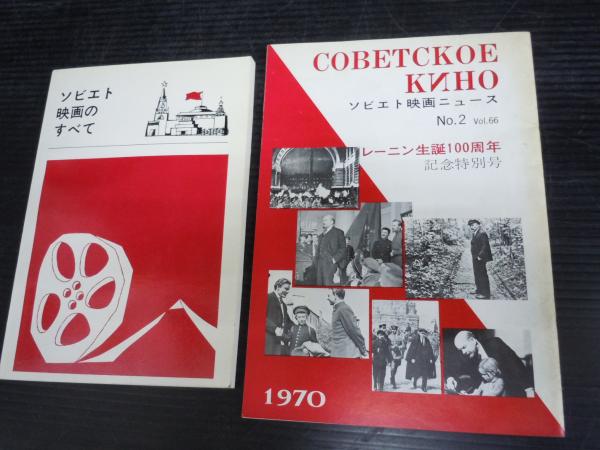 ソビエト
映画の
すべて
СОВЕТСКОЕ
КИНО
ソビエト映画ニュース
No.2 Vol.66
レーニン生誕100周年
記念特別号
1970